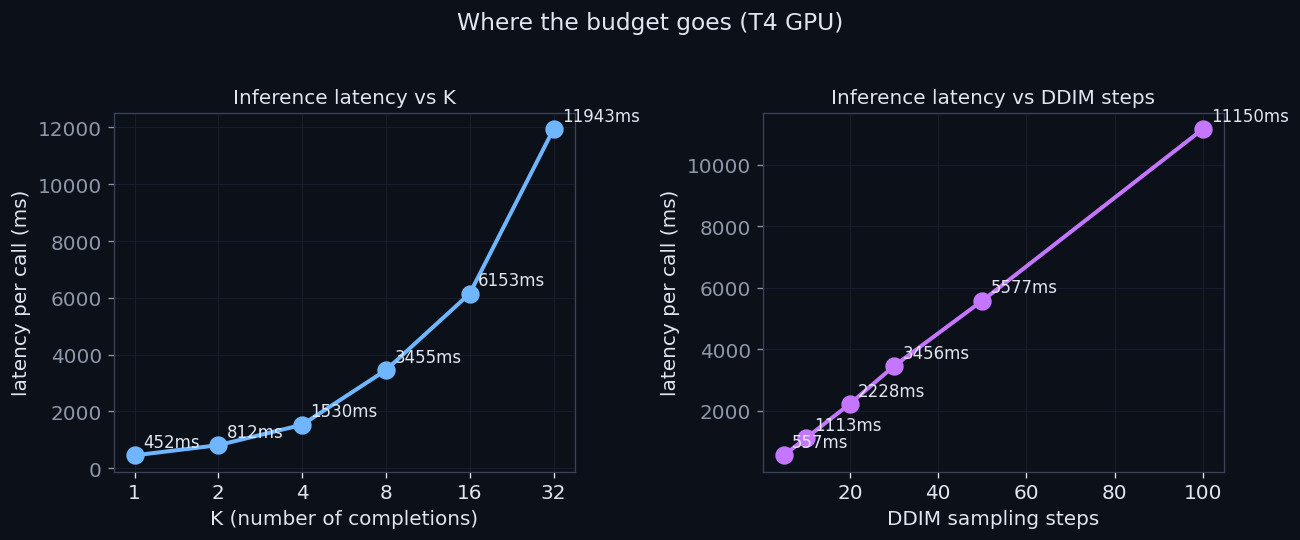 Where the budget goes (T4 GPU)
Inference latency vs K
latency per call (ms)
12000
10000
8000
6000
4000
2000
0
452ms
812ms
1530ms
3455ms
6153ms
11943ms
1 2 4 8 16 32
K (number of completions)
Inference latency vs DDIM steps
latency per call (ms)
10000
8000
6000
4000
2000
557ms
1113ms
2228ms
3456ms
5577ms
11150ms
20 40 60 80 100
DDIM sampling steps